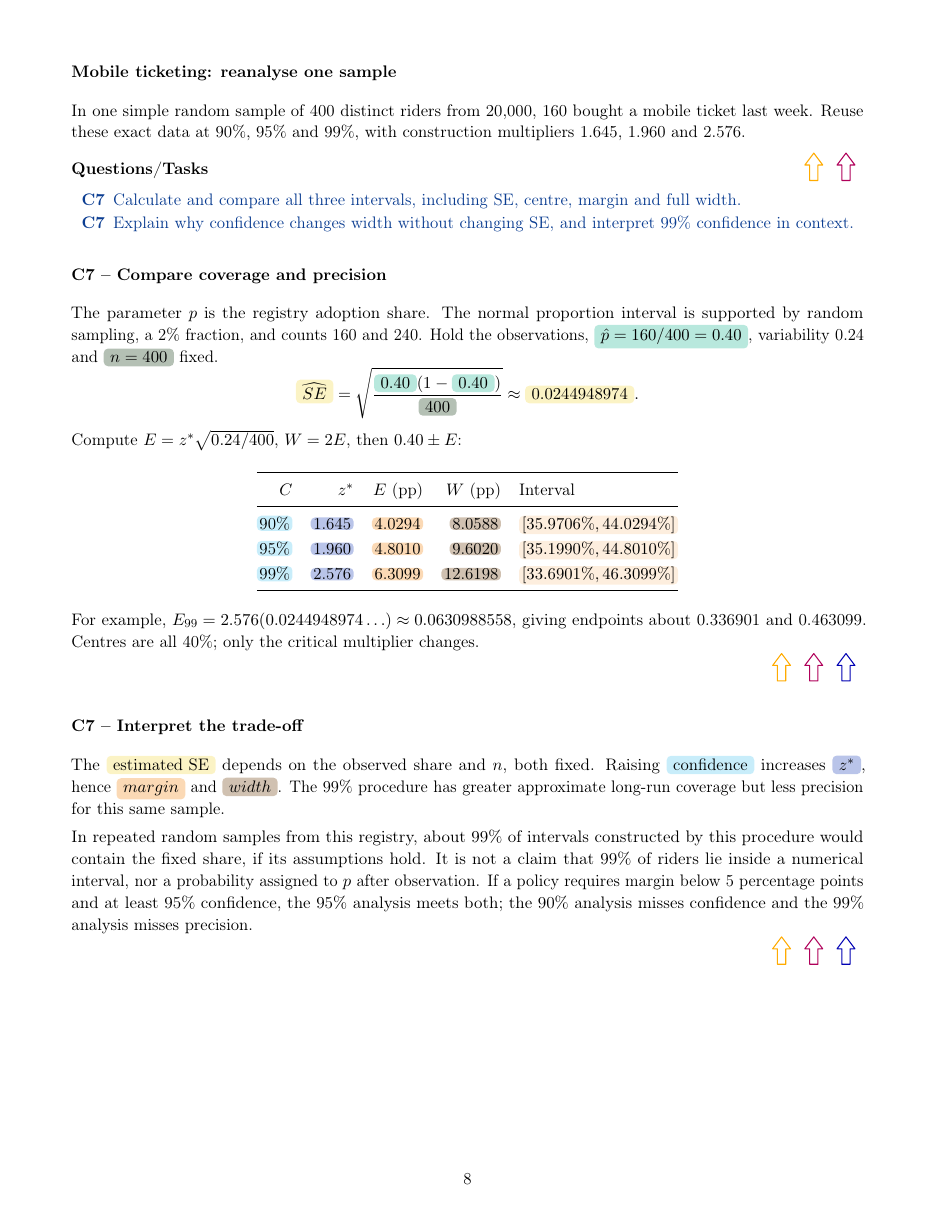 Mobile ticketing: reanalyse one sample
In one simple random sample of 400 distinct riders from 20,000, 160 bought a mobile ticket last week. Reuse
these exact data at 90%, 95% and 99%, with construction multipliers 1.645, 1.960 and 2.576.
Questions/Tasks
C7 Calculate and compare all three intervals, including SE, centre, margin and full width.
C7 Explain why confidence changes width without changing SE, and interpret 99% confidence in context.
C7 – Compare coverage and precision
The parameter p is the registry adoption share. The normal proportion interval is supported by random
sampling, a 2% fraction, and counts 160 and 240. Hold the observations, p̂ = 160/400 = 0.40, variability 0.24
and n = 400 fixed.
\widehat{SE} = √(0.40(1 − 0.40)/400) ≈ 0.0244948974.
Compute E = z*√0.24/400, W = 2E, then 0.40 ± E:
C z* E (pp) W (pp) Interval
90% 1.645 4.0294 8.0588 [35.9706%, 44.0294%]
95% 1.960 4.8010 9.6020 [35.1990%, 44.8010%]
99% 2.576 6.3099 12.6198 [33.6901%, 46.3099%]
For example, E₉₉ = 2.576(0.0244948974...) ≈ 0.0630988558, giving endpoints about 0.336901 and 0.463099.
Centres are all 40%; only the critical multiplier changes.
C7 – Interpret the trade-off
The estimated SE depends on the observed share and n, both fixed. Raising confidence increases z*,
hence margin and width. The 99% procedure has greater approximate long-run coverage but less precision
for this same sample.
In repeated random samples from this registry, about 99% of intervals constructed by this procedure would
contain the fixed share, if its assumptions hold. It is not a claim that 99% of riders lie inside a numerical
interval, nor a probability assigned to p after observation. If a policy requires margin below 5 percentage points
and at least 95% confidence, the 95% analysis meets both; the 90% analysis misses confidence and the 99%
analysis misses precision.
8